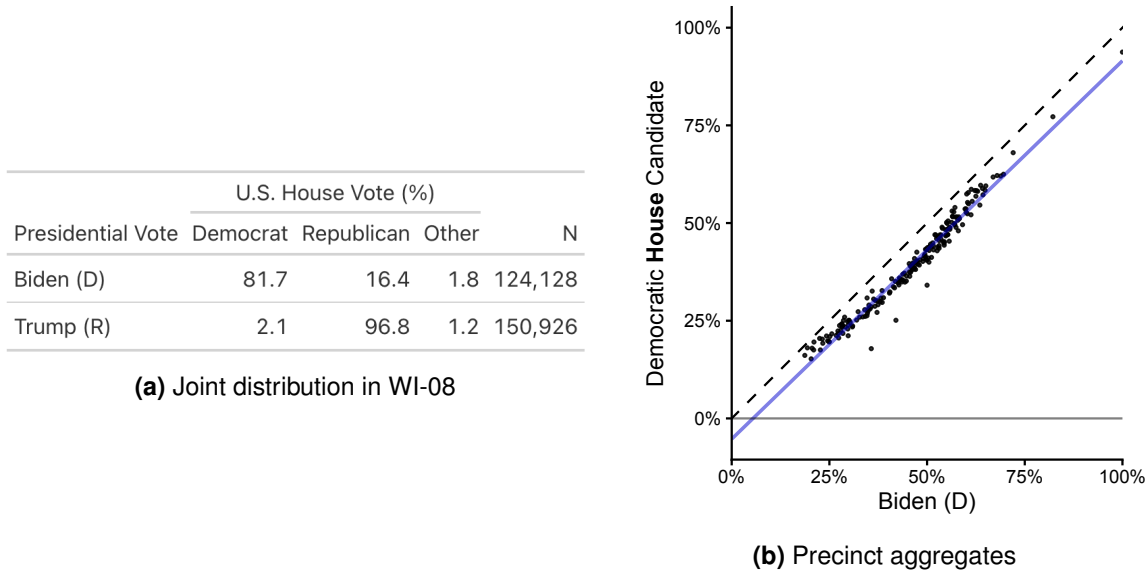 U.S. House Vote (%)
Presidential Vote Democrat Republican Other N
Biden (D) 81.7 16.4 1.8 124,128
Trump (R) 2.1 96.8 1.2 150,926
(a) Joint distribution in WI-08
Democratic House Candidate
100%
75%
50%
25%
0%
0% 25% 50% 75% 100%
Biden (D)
(b) Precinct aggregates